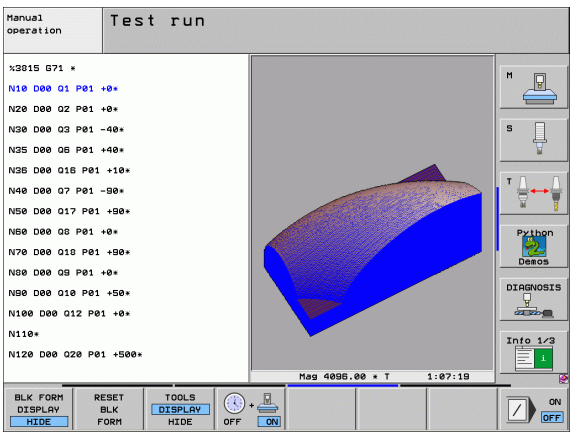 Manual
operation
Test run
%3815 G71 *
N10 D00 Q1 P01 +0*
N20 D00 Q2 P01 +0*
N30 D00 Q3 P01 -40*
N35 D00 Q6 P01 +40*
N36 D00 Q16 P01 +10*
N40 D00 Q7 P01 -90*
N50 D00 Q17 P01 +90*
N60 D00 Q8 P01 +0*
N70 D00 Q18 P01 +90*
N80 D00 Q9 P01 +0*
N90 D00 Q10 P01 +50*
N100 D00 Q12 P01 +0*
N110*
N120 D00 Q20 P01 +500*
Mag 4096.00 * T 1:07:19
M
S
T
Python
Demos
DIAGNOSIS
Info 1/3
i
BLK FORM
DISPLAY
HIDE
RESET
BLK
FORM
TOOLS
DISPLAY
HIDE
+
OFF ON
ON
OFF